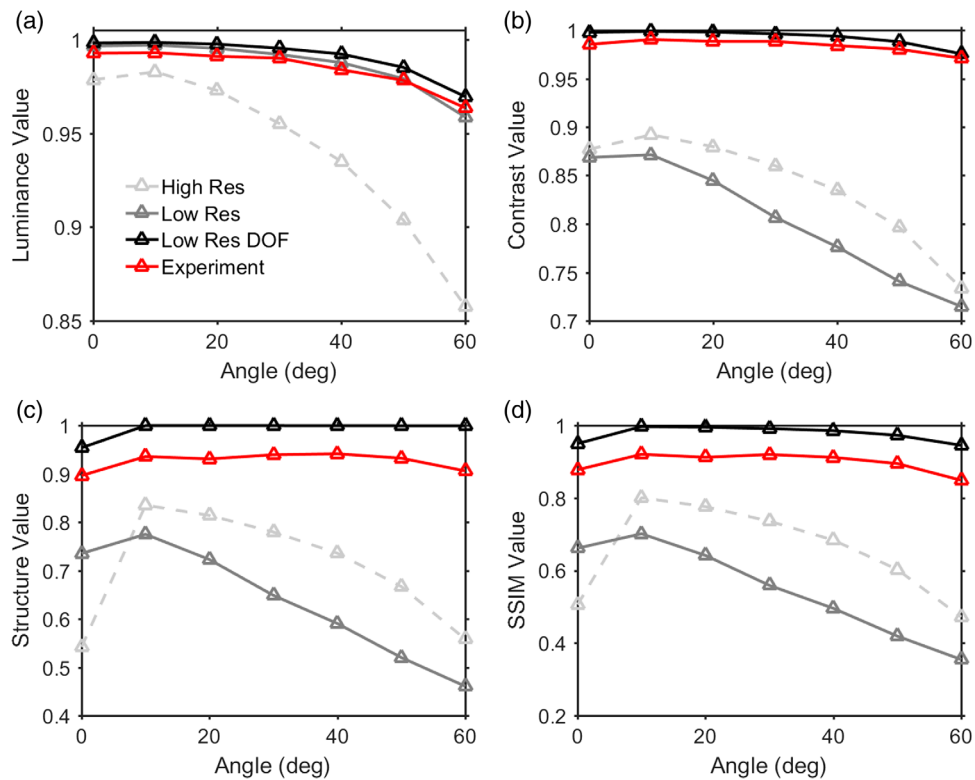 (a)
1
0.95
0.9
0.85
Luminance Value
High Res
Low Res
Low Res DOF
Experiment
0 20 40 60
Angle (deg)
(b)
1
0.95
0.9
0.85
0.8
0.75
0.7
Contrast Value
0 20 40 60
Angle (deg)
(c)
1
0.9
0.8
0.7
0.6
0.5
0.4
Structure Value
0 20 40 60
Angle (deg)
(d)
1
0.8
0.6
0.4
0.2
SSIM Value
0 20 40 60
Angle (deg)